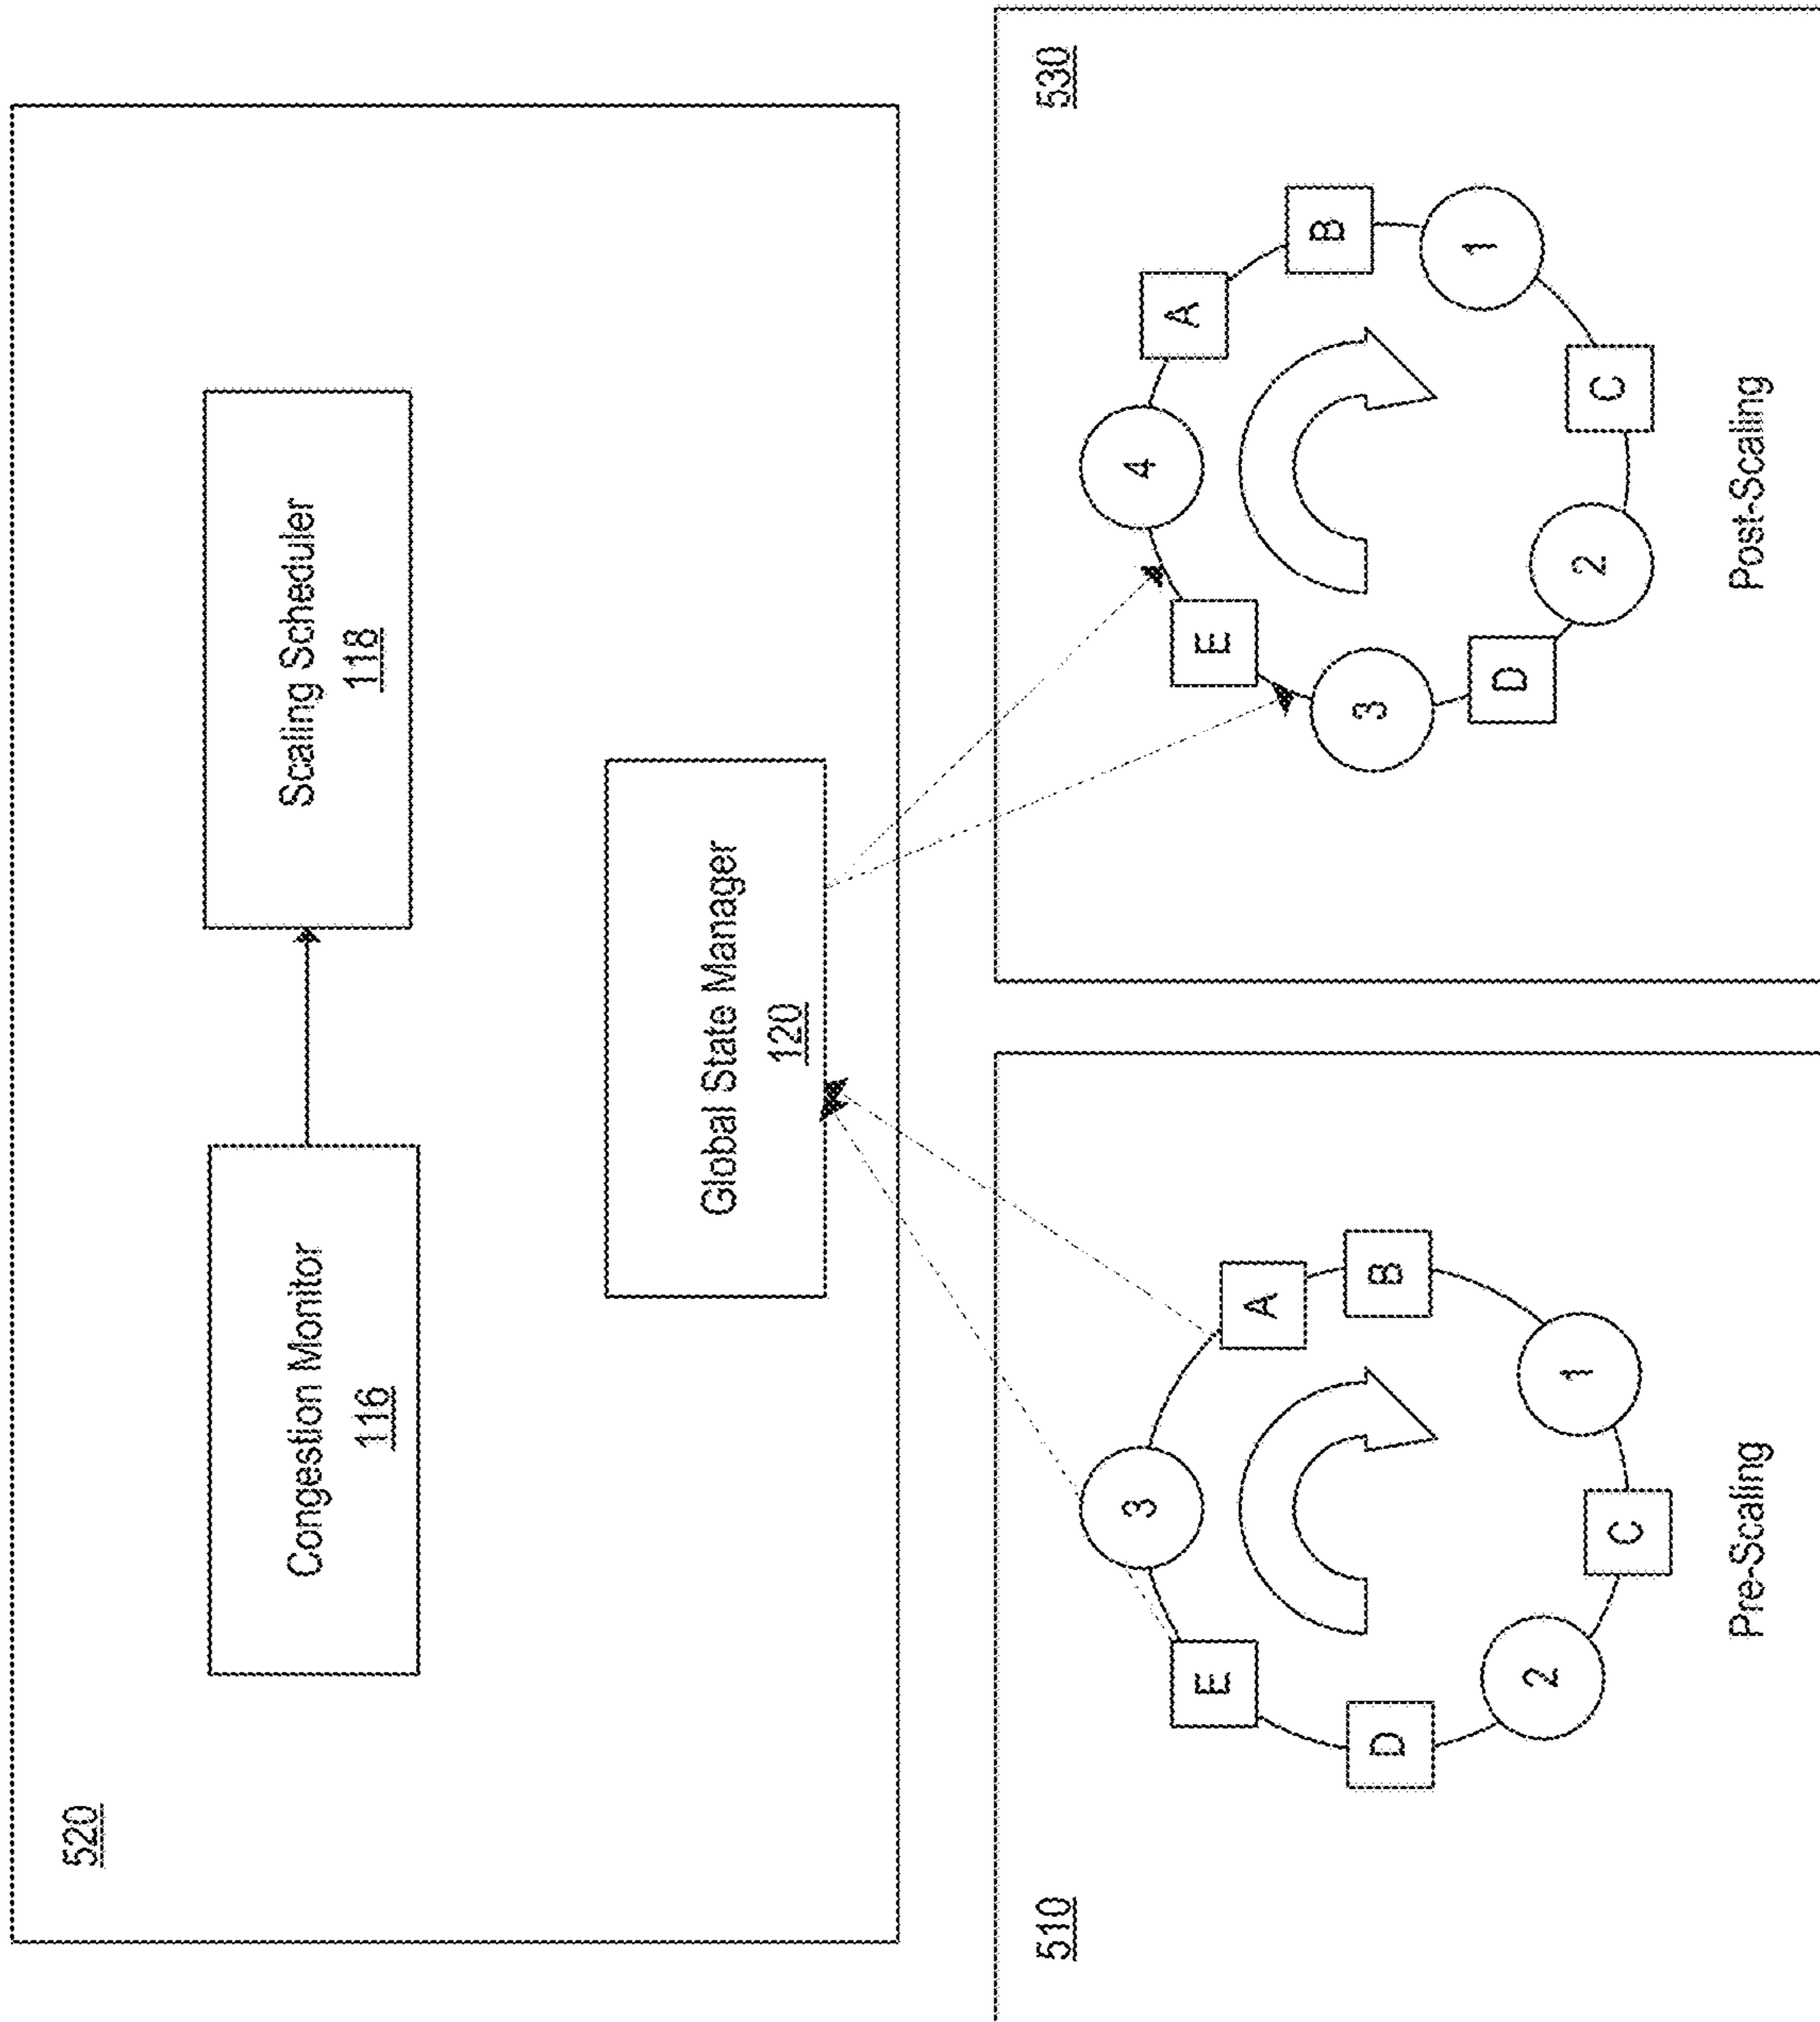 520
Congestion Monitor
116
Scaling Scheduler
118
Global State Manager
120
510
3
E
A
D
B
2
1
C
Pre-Scaling
530
4
E
A
3
B
D
1
2
C
Post-Scaling